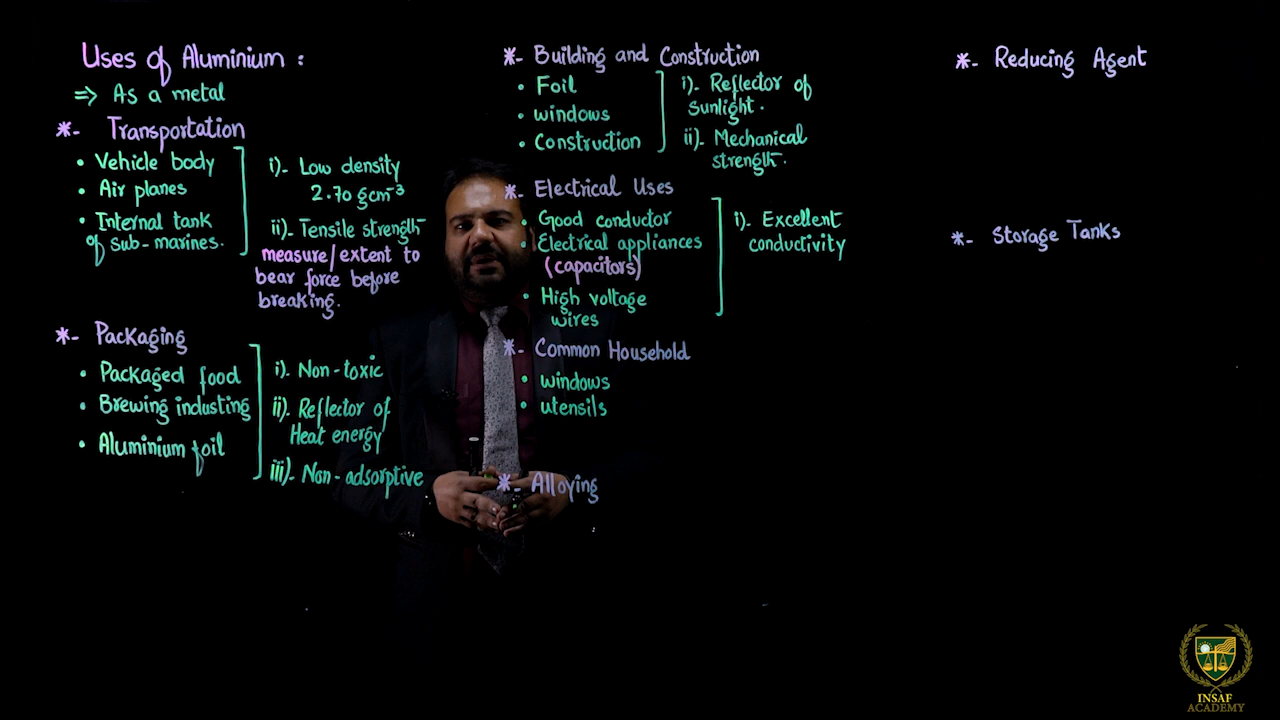 Uses of Aluminium :
⇒ As a metal
*- Transportation
• Vehicle body
• Air planes
• Internal tank
of sub-marines.
i)- Low density
2.70 gcm⁻³
ii)- Tensile strength
measure/extent to
bear force before
breaking.
*- Packaging
• Packaged food
• Brewing industing
• Aluminium foil
i). Non-toxic
ii). Reflector of
Heat energy
iii). Non-adsorptive
*- Building and Construction
• Foil
• windows
• Construction
i)- Reflector of
sunlight.
ii)- Mechanical
strength.
*- Electrical Uses
• Good conductor
• Electrical appliances
(capacitors)
• High voltage
wires
i)- Excellent
conductivity
*- Common Household
• windows
• utensils
*- Alloying
*- Reducing Agent
*- Storage Tanks
INSAF
ACADEMY